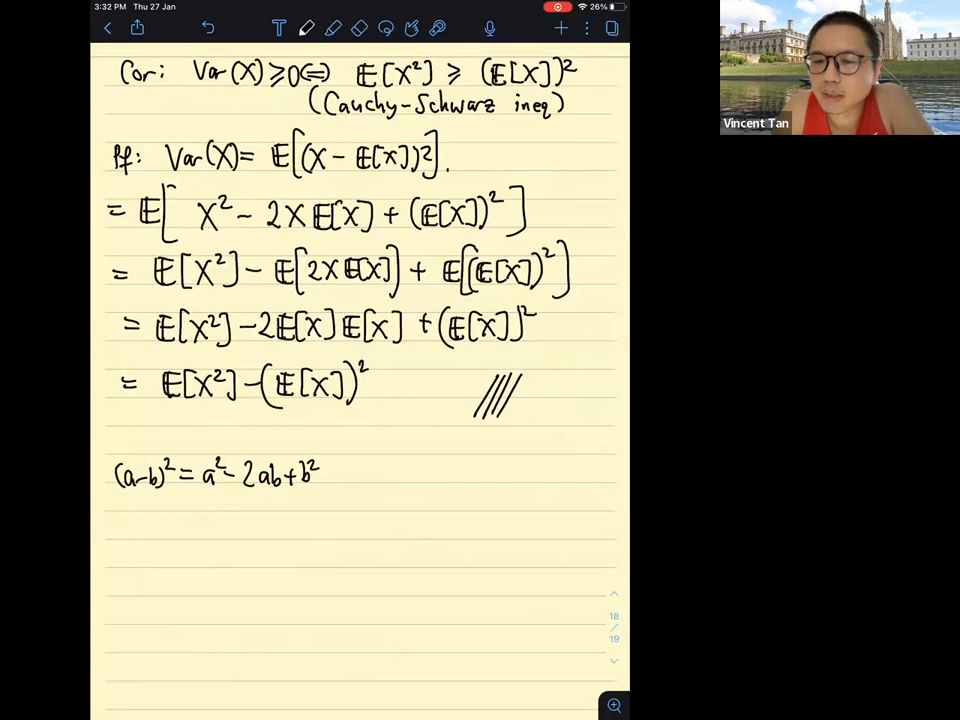 3:32 PM Thu 27 Jan
26%
Cor: Var(X) ≥ 0 ⇔ 𝔼[X²] ≥ (𝔼[X])²
(Cauchy-Schwarz ineq)
Pf: Var(X) = 𝔼[(X - 𝔼[X])²].
= 𝔼[X² - 2X 𝔼[X] + (𝔼[X])²]
= 𝔼[X²] - 𝔼[2X𝔼[X]] + 𝔼[(𝔼[X])²]
= 𝔼[X²] - 2𝔼[X]𝔼[X] + (𝔼[X])²
= 𝔼[X²] - (𝔼[X])²
(a-b)² = a² - 2ab + b²
18
/
19
Vincent Tan